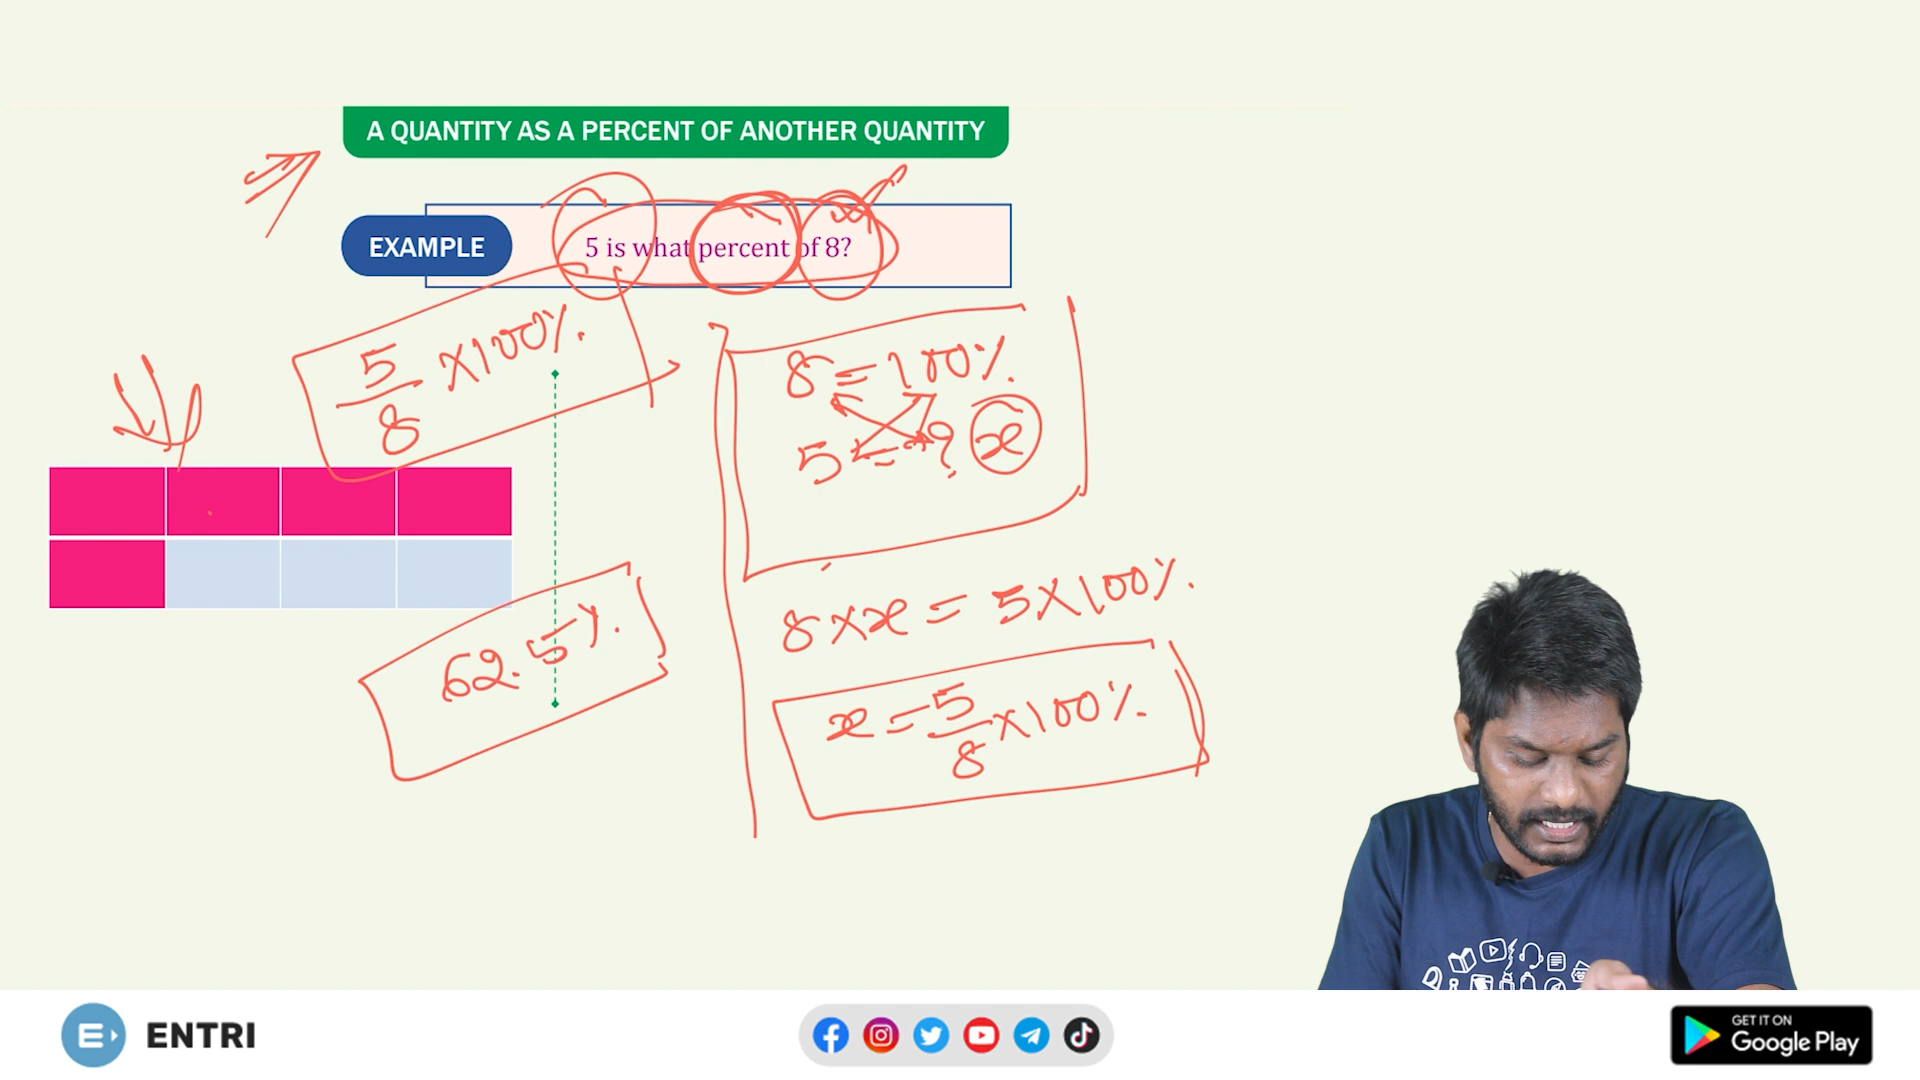 A QUANTITY AS A PERCENT OF ANOTHER QUANTITY
EXAMPLE
5 is what percent of 8?
5/8 ×100%.
8 = 100%.
5 = ? x
62.5%.
8×x = 5×100%.
x = 5/8 ×100%.
E ENTRI
GET IT ON
Google Play